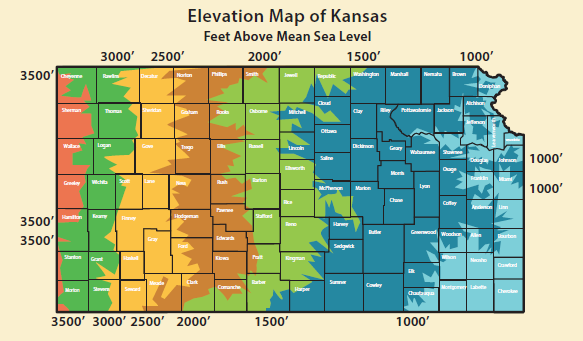 Elevation Map of Kansas
Feet Above Mean Sea Level
3000’ 2500’ 2000’ 1500’ 1000’
3500’
Cheyenne Rawlins Decatur Norton Phillips Smith Jewell Republic Washington Marshall Nemaha Brown
Doniphan
Sherman Thomas Sheridan Graham Rooks Osborne Mitchell Cloud Clay Riley Pottawatomie Jackson Atchison
Jefferson
Ottawa
Wallace Logan Gove Trego Ellis Russell Lincoln Dickinson Geary Wabaunsee Shawnee Douglas Johnson 1000’
Saline
Ellsworth Morris Osage Franklin Miami
Greeley Wichita Scott Lane Ness Rush Barton McPherson Marion Lyon 1000’
Rice Chase Coffey Anderson Linn
Hamilton Kearny Finney Hodgeman Pawnee Stafford
3500’
Reno Harvey Butler Greenwood Woodson Allen Bourbon
3500’ Gray Ford Edwards
Sedgwick
Stanton Grant Haskell Kiowa Pratt Kingman Wilson Neosho Crawford
Elk
Morton Stevens Seward Meade Clark Comanche Barber Harper Sumner Cowley Chautauqua Montgomery Labette Cherokee
3500’ 3000’ 2500’ 2000’ 1500’ 1000’